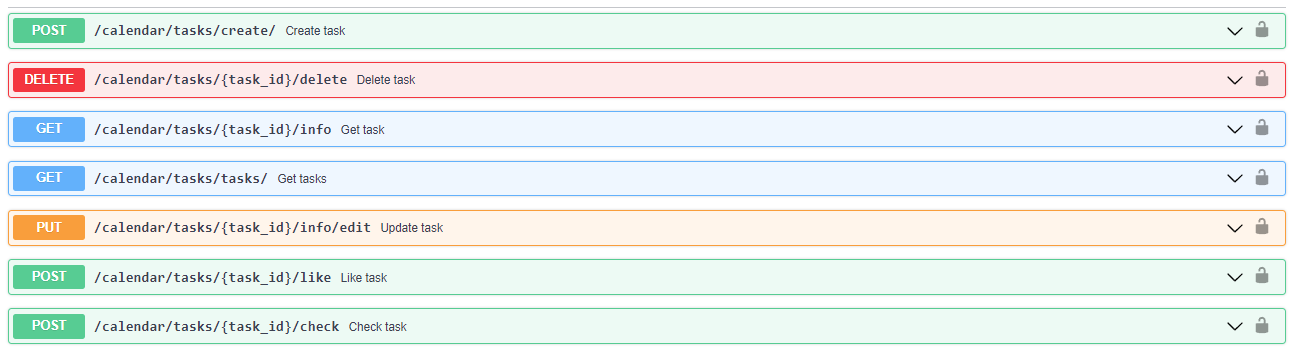 POST /calendar/tasks/create/ Create task
DELETE /calendar/tasks/{task_id}/delete Delete task
GET /calendar/tasks/{task_id}/info Get task
GET /calendar/tasks/tasks/ Get tasks
PUT /calendar/tasks/{task_id}/info/edit Update task
POST /calendar/tasks/{task_id}/like Like task
POST /calendar/tasks/{task_id}/check Check task